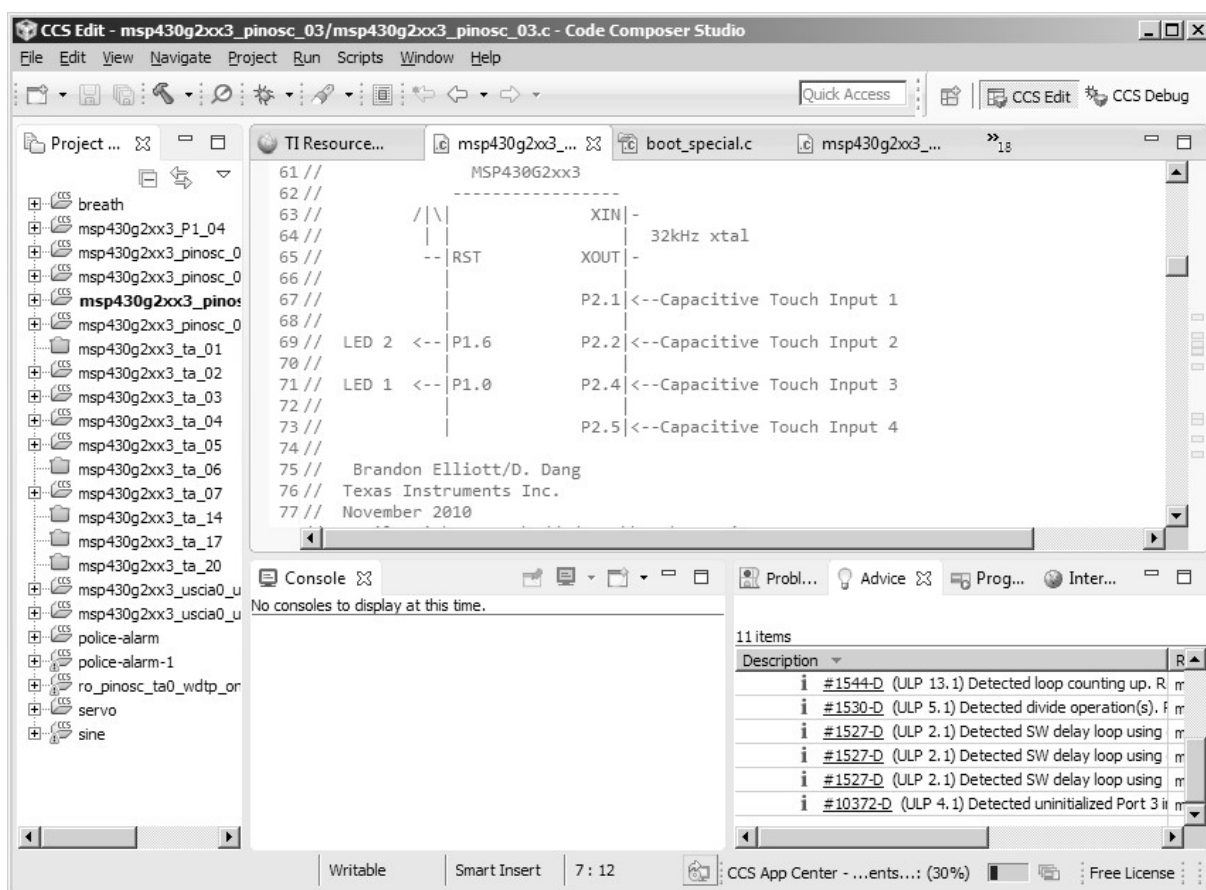 CCS Edit - msp430g2xx3_pinosc_03/msp430g2xx3_pinosc_03.c - Code Composer Studio
File Edit View Navigate Project Run Scripts Window Help
Quick Access CCS Edit CCS Debug
Project ...
breath
msp430g2xx3_P1_04
msp430g2xx3_pinosc_0
msp430g2xx3_pinosc_0
msp430g2xx3_pinos
msp430g2xx3_pinosc_0
msp430g2xx3_ta_01
msp430g2xx3_ta_02
msp430g2xx3_ta_03
msp430g2xx3_ta_04
msp430g2xx3_ta_05
msp430g2xx3_ta_06
msp430g2xx3_ta_07
msp430g2xx3_ta_14
msp430g2xx3_ta_17
msp430g2xx3_ta_20
msp430g2xx3_uscia0_u
msp430g2xx3_uscia0_u
police-alarm
police-alarm-1
ro_pinosc_ta0_wdtp_on
servo
sine
TI Resource... msp430g2xx3_... boot_special.c msp430g2xx3_... »18
61 // MSP430G2xx3
62 // -----------------
63 // /|\| XIN|-
64 // | | | 32kHz xtal
65 // --|RST XOUT|-
66 // | |
67 // | P2.1|<--Capacitive Touch Input 1
68 // | |
69 // LED 2 <--|P1.6 P2.2|<--Capacitive Touch Input 2
70 // | |
71 // LED 1 <--|P1.0 P2.4|<--Capacitive Touch Input 3
72 // | |
73 // | P2.5|<--Capacitive Touch Input 4
74 //
75 // Brandon Elliott/D. Dang
76 // Texas Instruments Inc.
77 // November 2010
Console
No consoles to display at this time.
Probl... Advice Prog... Inter...
11 items
Description R
#1544-D (ULP 13.1) Detected loop counting up. R m
#1530-D (ULP 5.1) Detected divide operation(s). R m
#1527-D (ULP 2.1) Detected SW delay loop using m
#1527-D (ULP 2.1) Detected SW delay loop using m
#1527-D (ULP 2.1) Detected SW delay loop using m
#10372-D (ULP 4.1) Detected uninitialized Port 3 i m
Writable Smart Insert 7 : 12 CCS App Center - ...ents...: (30%) Free License